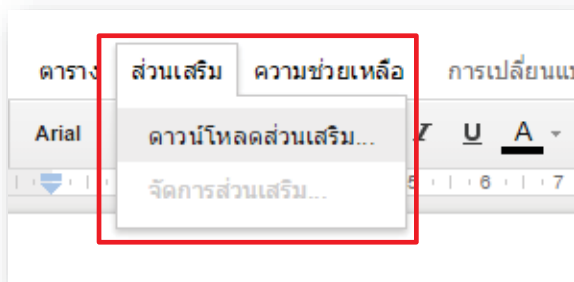 ตาราง ส่วนเสริม ความช่วยเหลือ การเปลี่ยนแป
Arial ดาวน์โหลดส่วนเสริม... I U A
จัดการส่วนเสริม... 5 6 7